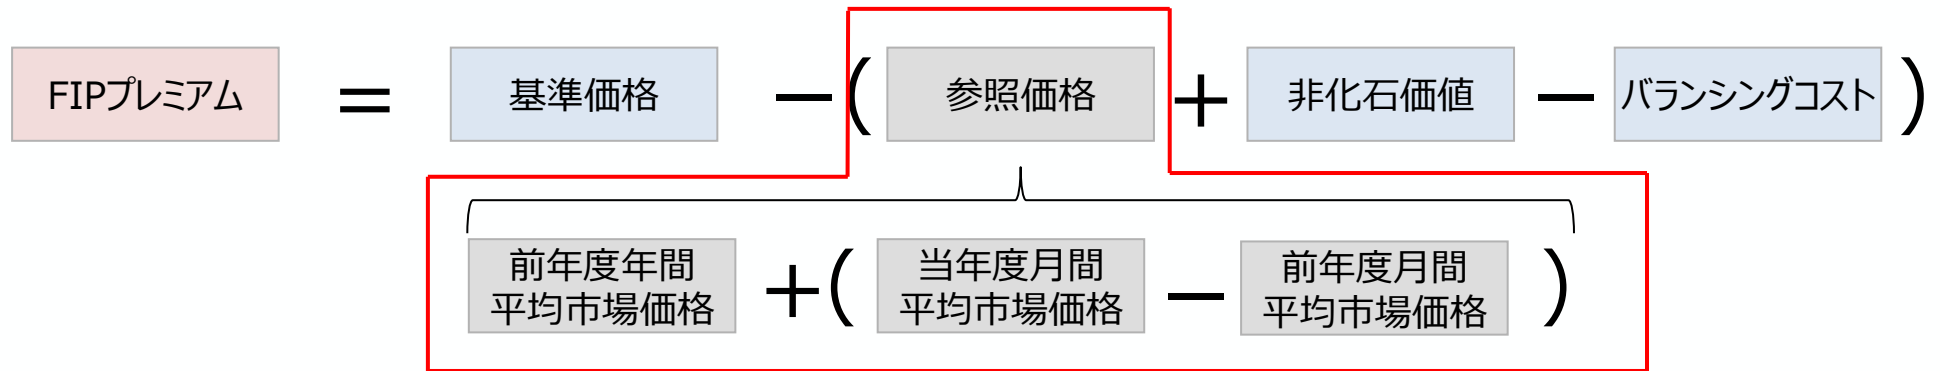 FIPプレミアム = 基準価格 －( 参照価格 + 非化石価値 － バランシングコスト )
前年度年間 平均市場価格 +( 当年度月間 平均市場価格 － 前年度月間 平均市場価格 )